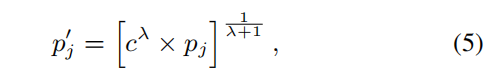 p′_j = [c^λ × p_j]^{1/(λ+1)} , (5)